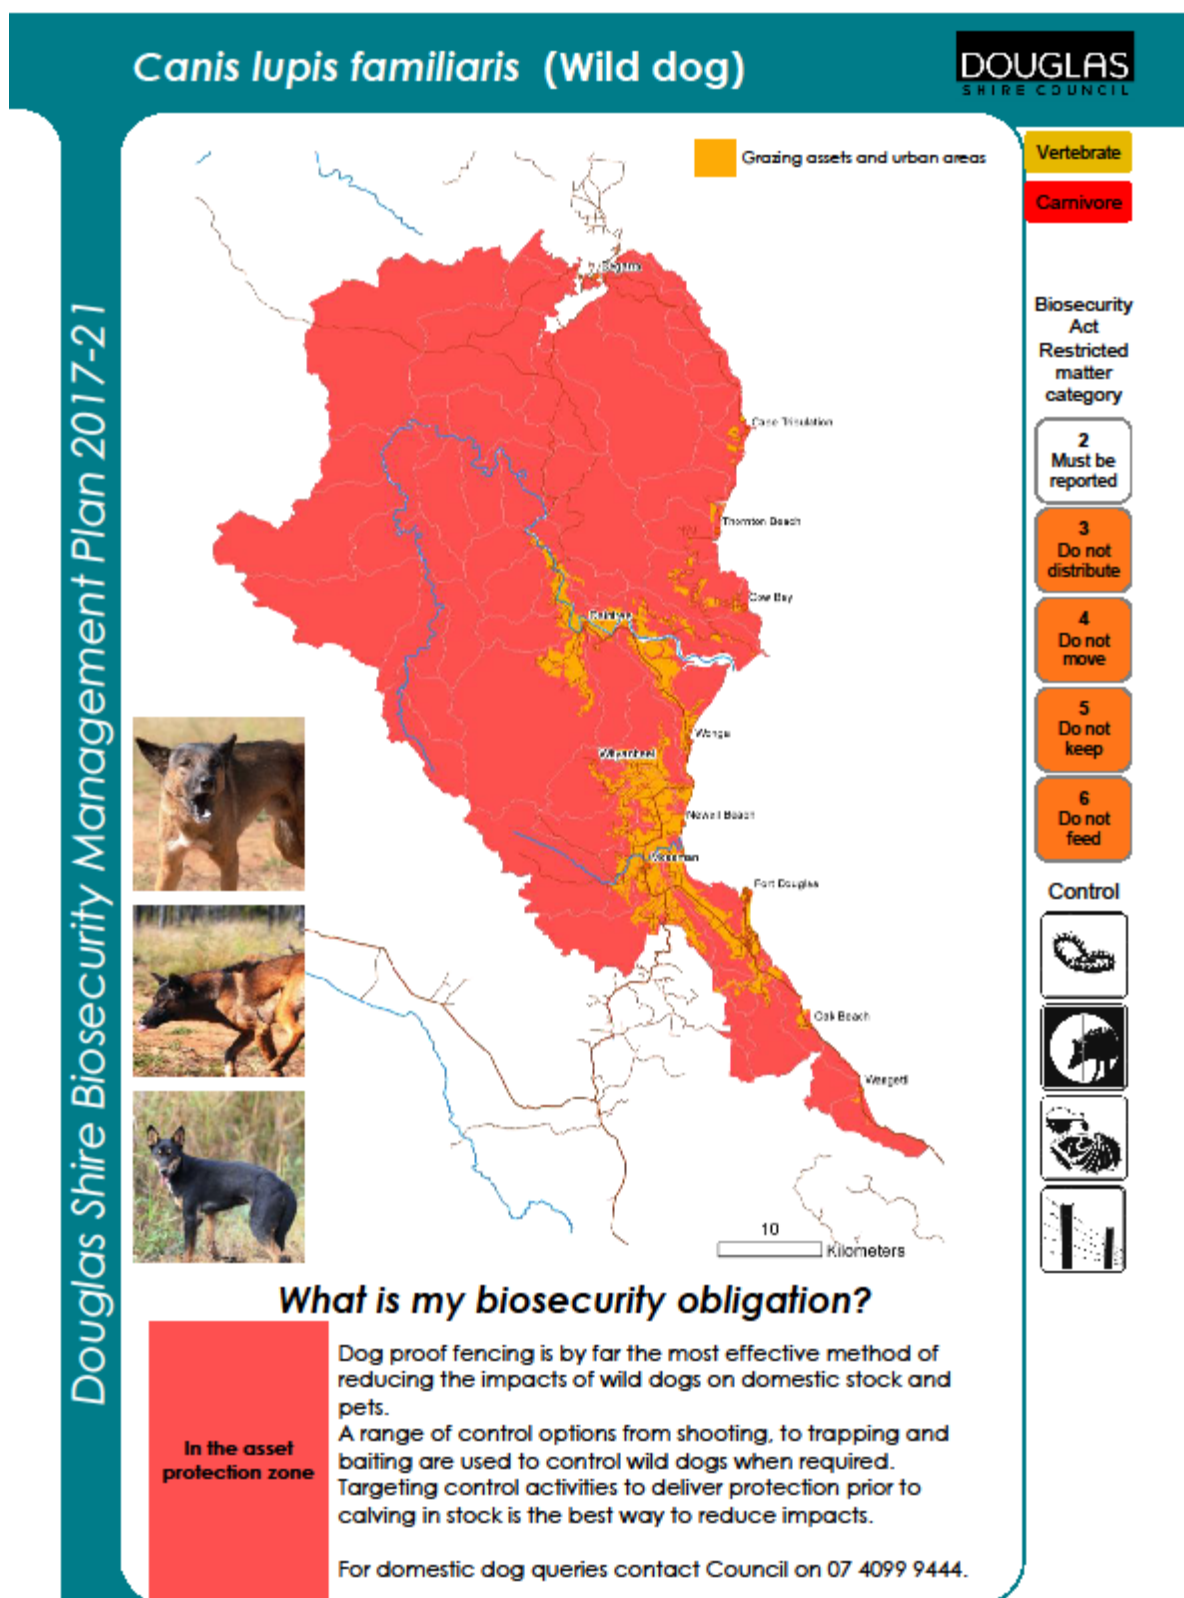 Canis lupis familiaris (Wild dog)
DOUGLAS
SHIRE COUNCIL
Douglas Shire Biosecurity Management Plan 2017-21
Grazing assets and urban areas
Vertebrate
Carnivore
Biosecurity
Act
Restricted
matter
category
2
Must be
reported
3
Do not
distribute
4
Do not
move
5
Do not
keep
6
Do not
feed
Control
Cape Tribulation
Thornton Beach
Cow Bay
Daintree
Wonga
Newell Beach
Mossman
Port Douglas
Oak Beach
Wangetti
10
Kilometers
What is my biosecurity obligation?
In the asset
protection zone
Dog proof fencing is by far the most effective method of
reducing the impacts of wild dogs on domestic stock and
pets.
A range of control options from shooting, to trapping and
baiting are used to control wild dogs when required.
Targeting control activities to deliver protection prior to
calving in stock is the best way to reduce impacts.
For domestic dog queries contact Council on 07 4099 9444.